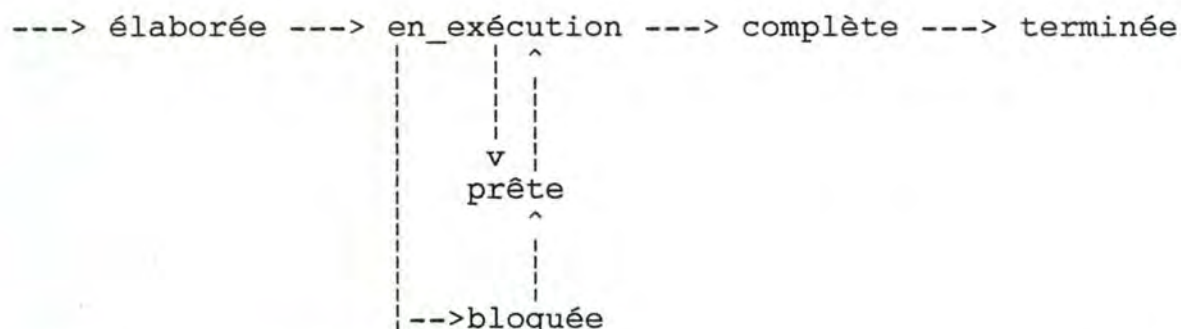 ---> élaborée ---> en_exécution ---> complète ---> terminée
prête
-->bloquée